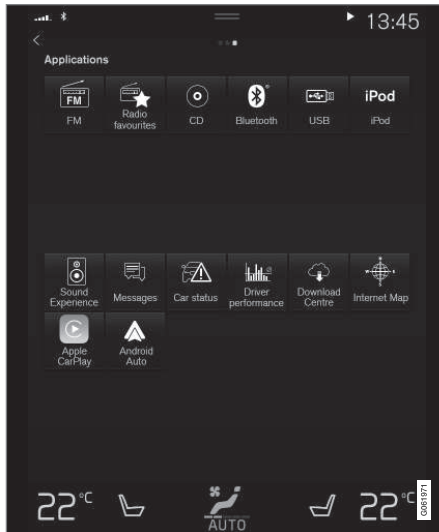 13:45
Applications
FM
iPod
FM
Radio
favourites
CD
Bluetooth
USB
iPod
Sound
Experience
Messages
Car status
Driver
performance
Download
Centre
Internet Map
Apple
CarPlay
Android
Auto
22°C
AUTO
22°C
G061971